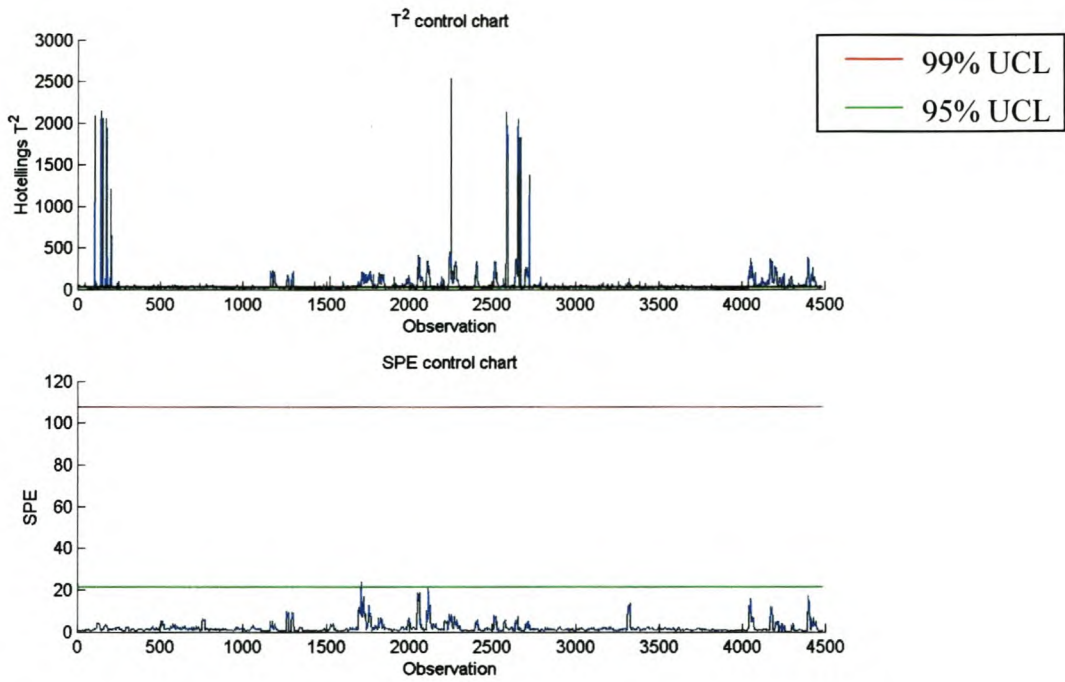 T² control chart
3000
2500
2000
1500
1000
500
0
Hotellings T²
0 500 1000 1500 2000 2500 3000 3500 4000 4500
Observation
99% UCL
95% UCL
SPE control chart
120
100
80
60
40
20
0
SPE
0 500 1000 1500 2000 2500 3000 3500 4000 4500
Observation